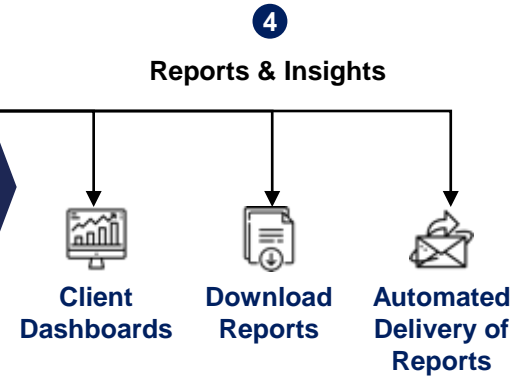 4
Reports & Insights
Client
Dashboards
Download
Reports
Automated
Delivery of
Reports